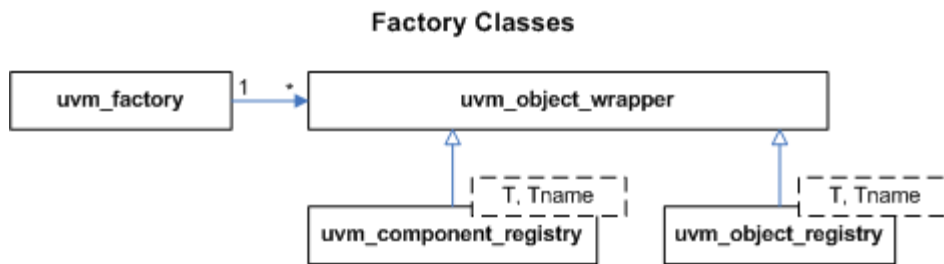 Factory Classes
uvm_factory
1
*
uvm_object_wrapper
T, Tname
T, Tname
uvm_component_registry
uvm_object_registry